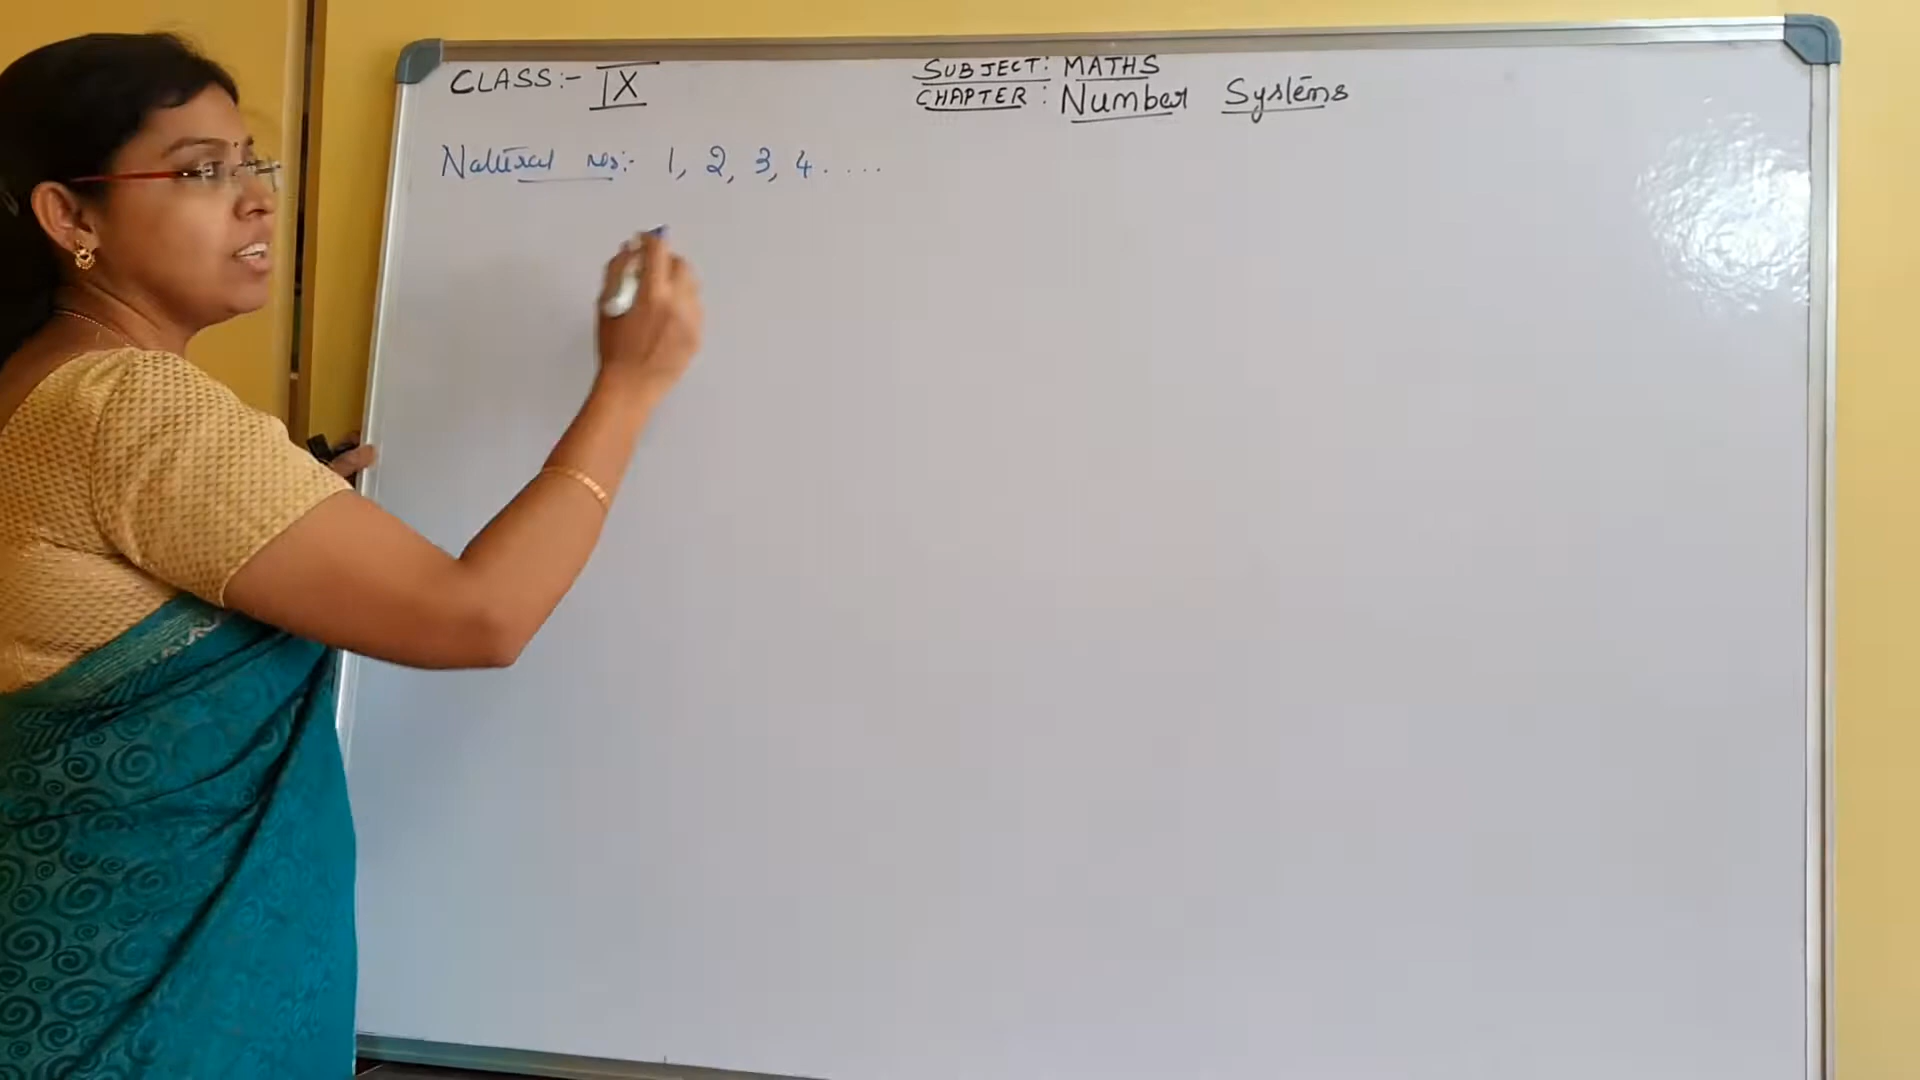 CLASS:- IX
SUBJECT: MATHS
CHAPTER: Number Systems
Natural nos:- 1, 2, 3, 4....